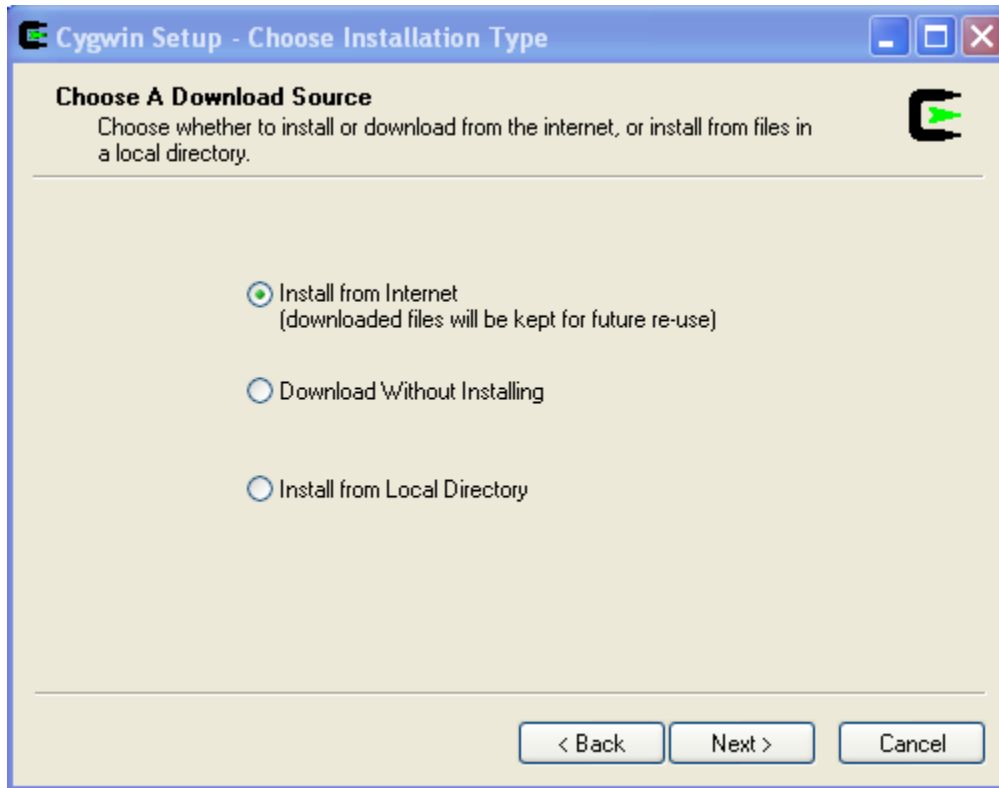 Cygwin Setup - Choose Installation Type
Choose A Download Source
Choose whether to install or download from the internet, or install from files in
a local directory.
Install from Internet
(downloaded files will be kept for future re-use)
Download Without Installing
Install from Local Directory
< Back
Next >
Cancel